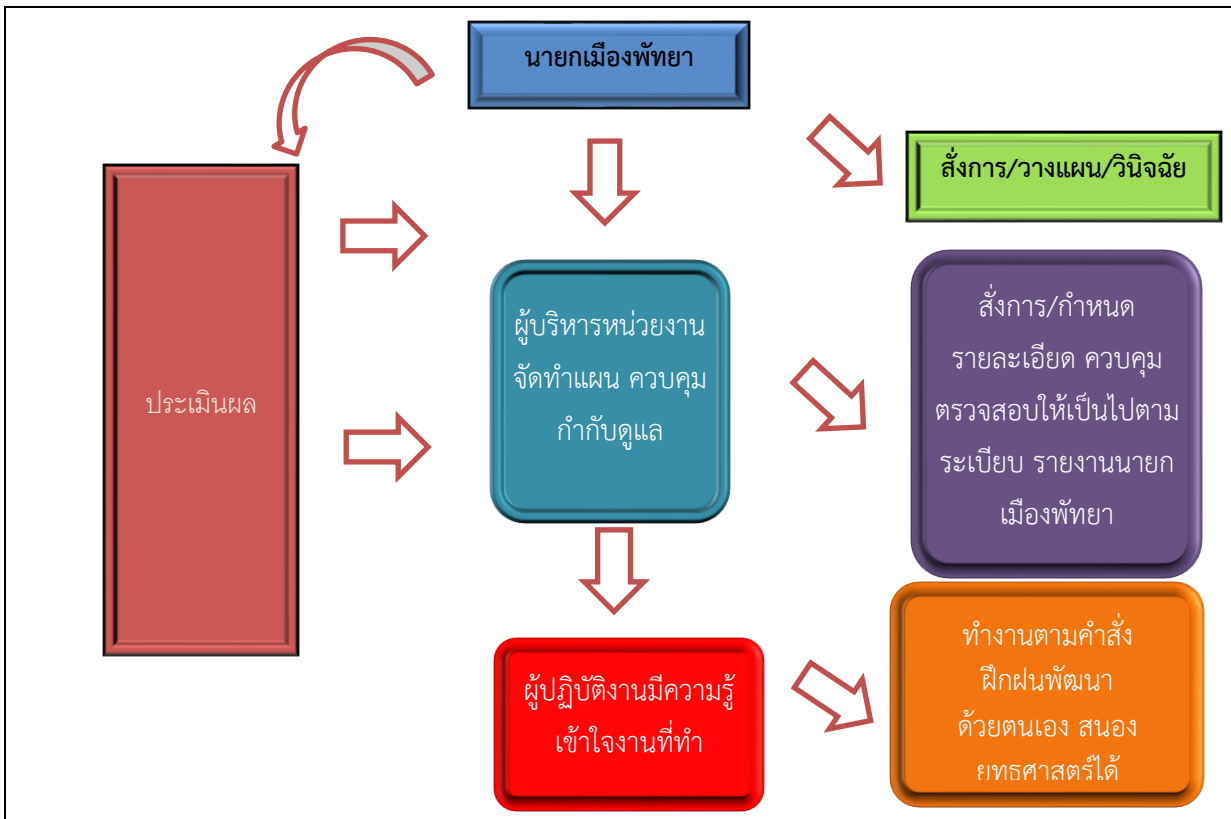 นายกเมืองพัทยา
สั่งการ/วางแผน/วินิจฉัย
ประเมินผล
ผู้บริหารหน่วยงาน
จัดทำแผน ควบคุม
กำกับดูแล
สั่งการ/กำหนด
รายละเอียด ควบคุม
ตรวจสอบให้เป็นไปตาม
ระเบียบ รายงานนายก
เมืองพัทยา
ผู้ปฏิบัติงานมีความรู้
เข้าใจงานที่ทำ
ทำงานตามคำสั่ง
ฝึกฝนพัฒนา
ด้วยตนเอง สนอง
ยุทธศาสตร์ได้